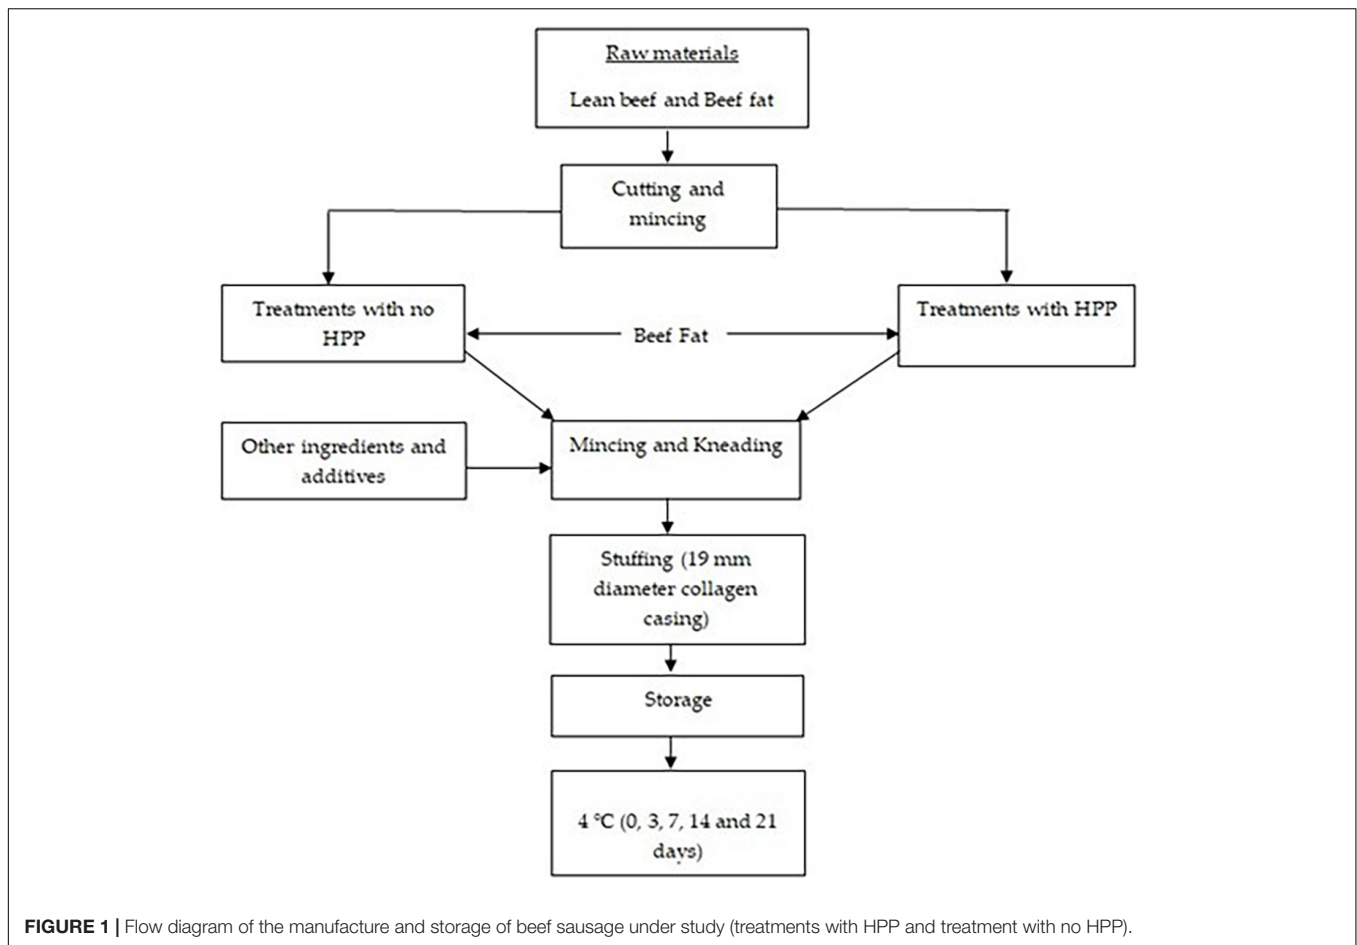 Raw materials
Lean beef and Beef fat
Cutting and
mincing
Treatments with no
HPP
Beef Fat
Treatments with HPP
Other ingredients and
additives
Mincing and Kneading
Stuffing (19 mm
diameter collagen
casing)
Storage
4 °C (0, 3, 7, 14 and 21
days)
FIGURE 1 | Flow diagram of the manufacture and storage of beef sausage under study (treatments with HPP and treatment with no HPP).